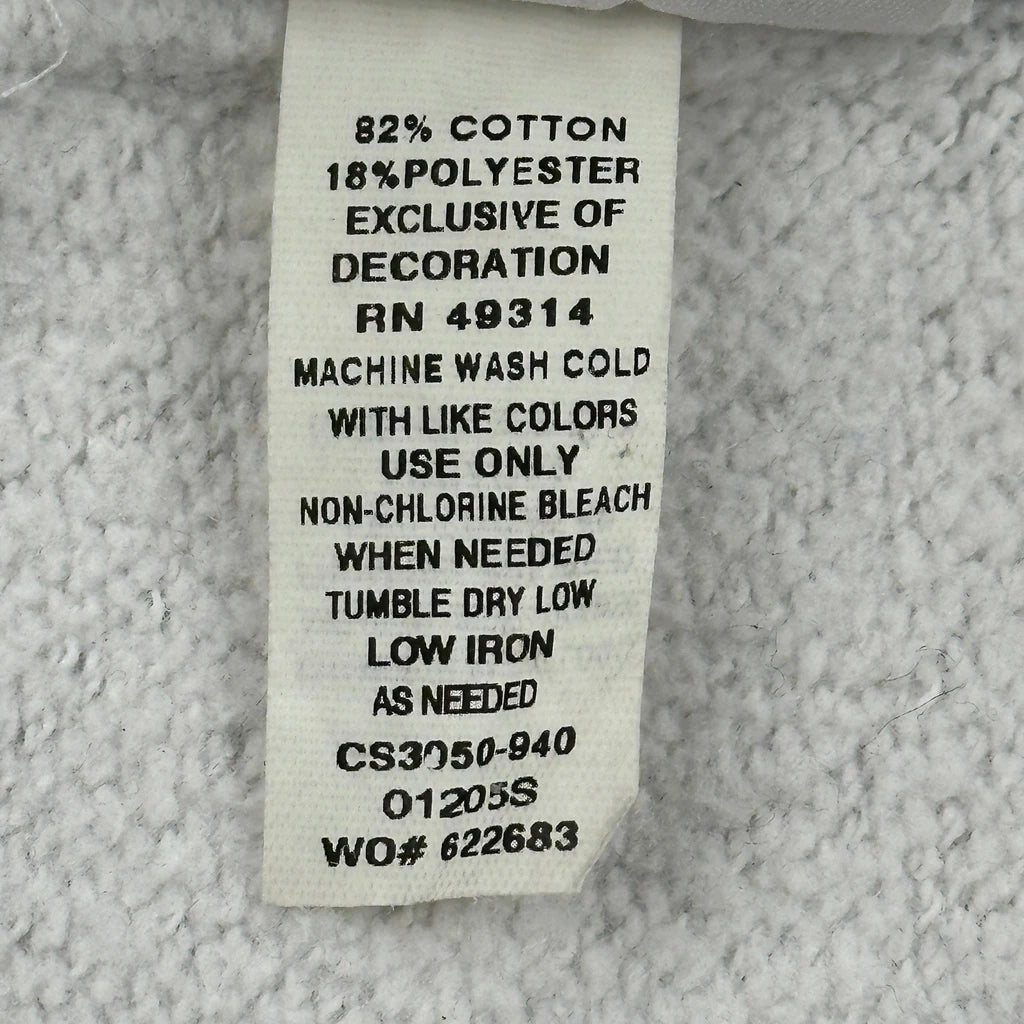 82% COTTON
18%POLYESTER
EXCLUSIVE OF
DECORATION
RN 49314
MACHINE WASH COLD
WITH LIKE COLORS
USE ONLY
NON-CHLORINE BLEACH
WHEN NEEDED
TUMBLE DRY LOW
LOW IRON
AS NEEDED
CS3050-940
01205S
WO# 622683